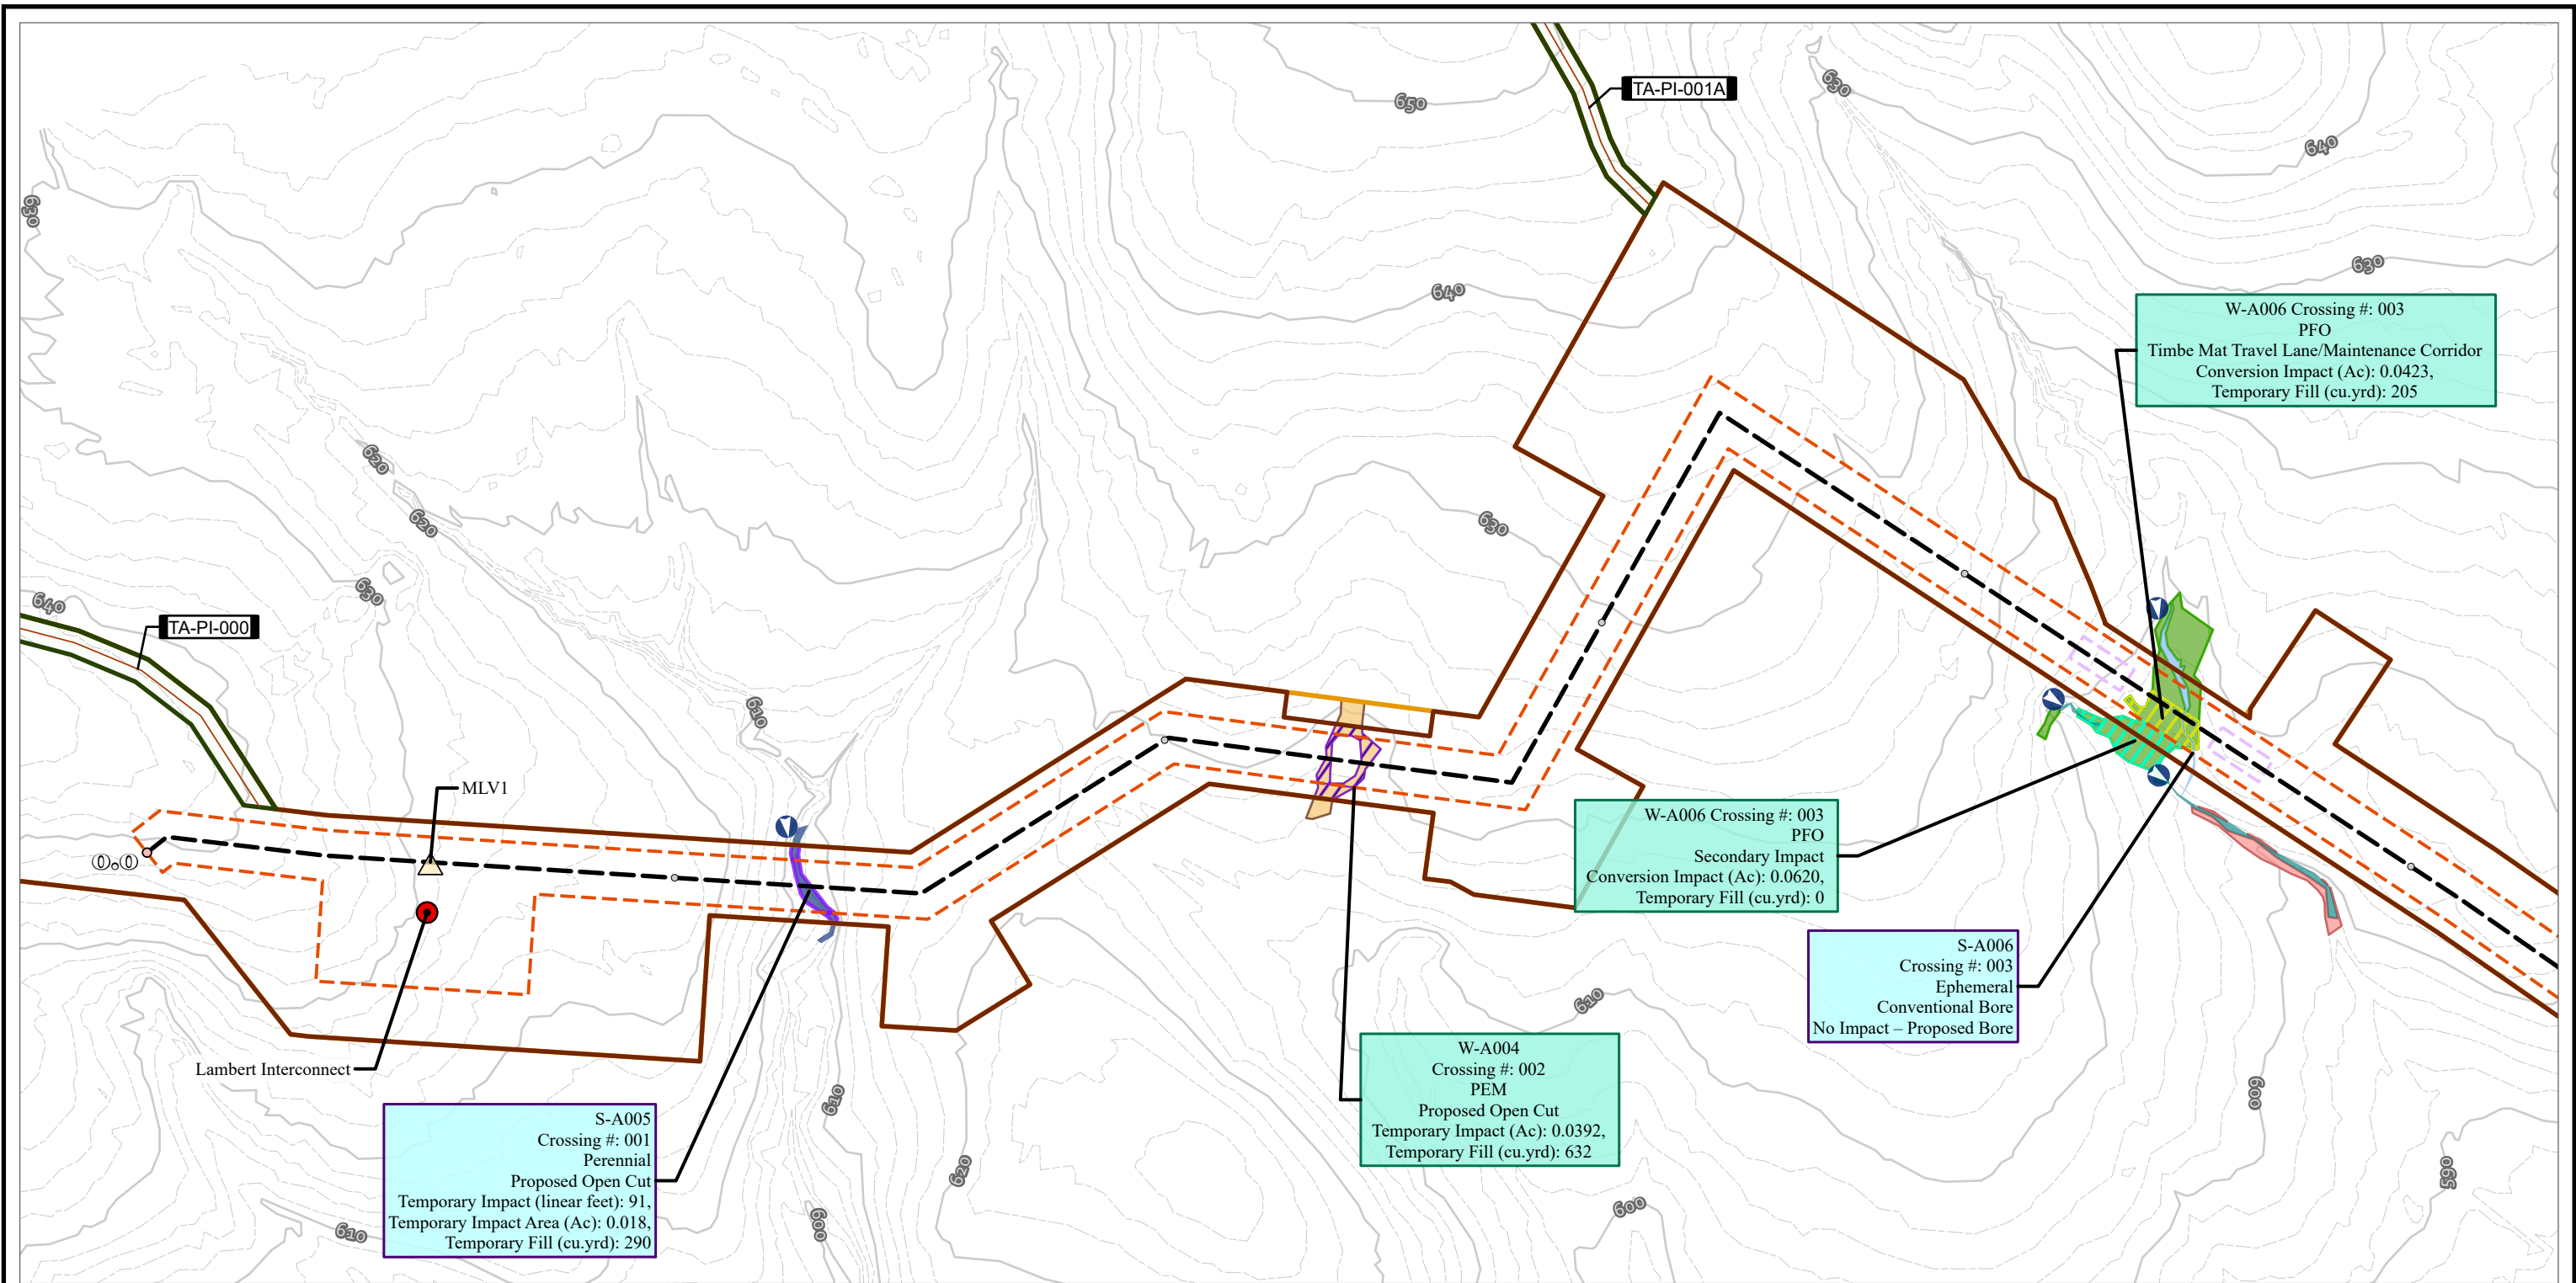 TA-PI-001A
630
650
640
630
630
640
W-A006 Crossing #: 003
PFO
Timbe Mat Travel Lane/Maintenance Corridor
Conversion Impact (Ac): 0.0423,
Temporary Fill (cu.yrd): 205
620
620
630
630
640
TA-PI-000
610
MLV1
0.0
W-A006 Crossing #: 003
PFO
Secondary Impact
Conversion Impact (Ac): 0.0620,
Temporary Fill (cu.yrd): 0
S-A006
Crossing #: 003
Ephemeral
Conventional Bore
No Impact – Proposed Bore
610
Lambert Interconnect
W-A004
Crossing #: 002
PEM
Proposed Open Cut
Temporary Impact (Ac): 0.0392,
Temporary Fill (cu.yrd): 632
610
600
S-A005
Crossing #: 001
Perennial
Proposed Open Cut
Temporary Impact (linear feet): 91,
Temporary Impact Area (Ac): 0.018,
Temporary Fill (cu.yrd): 290
620
590
600
600
610